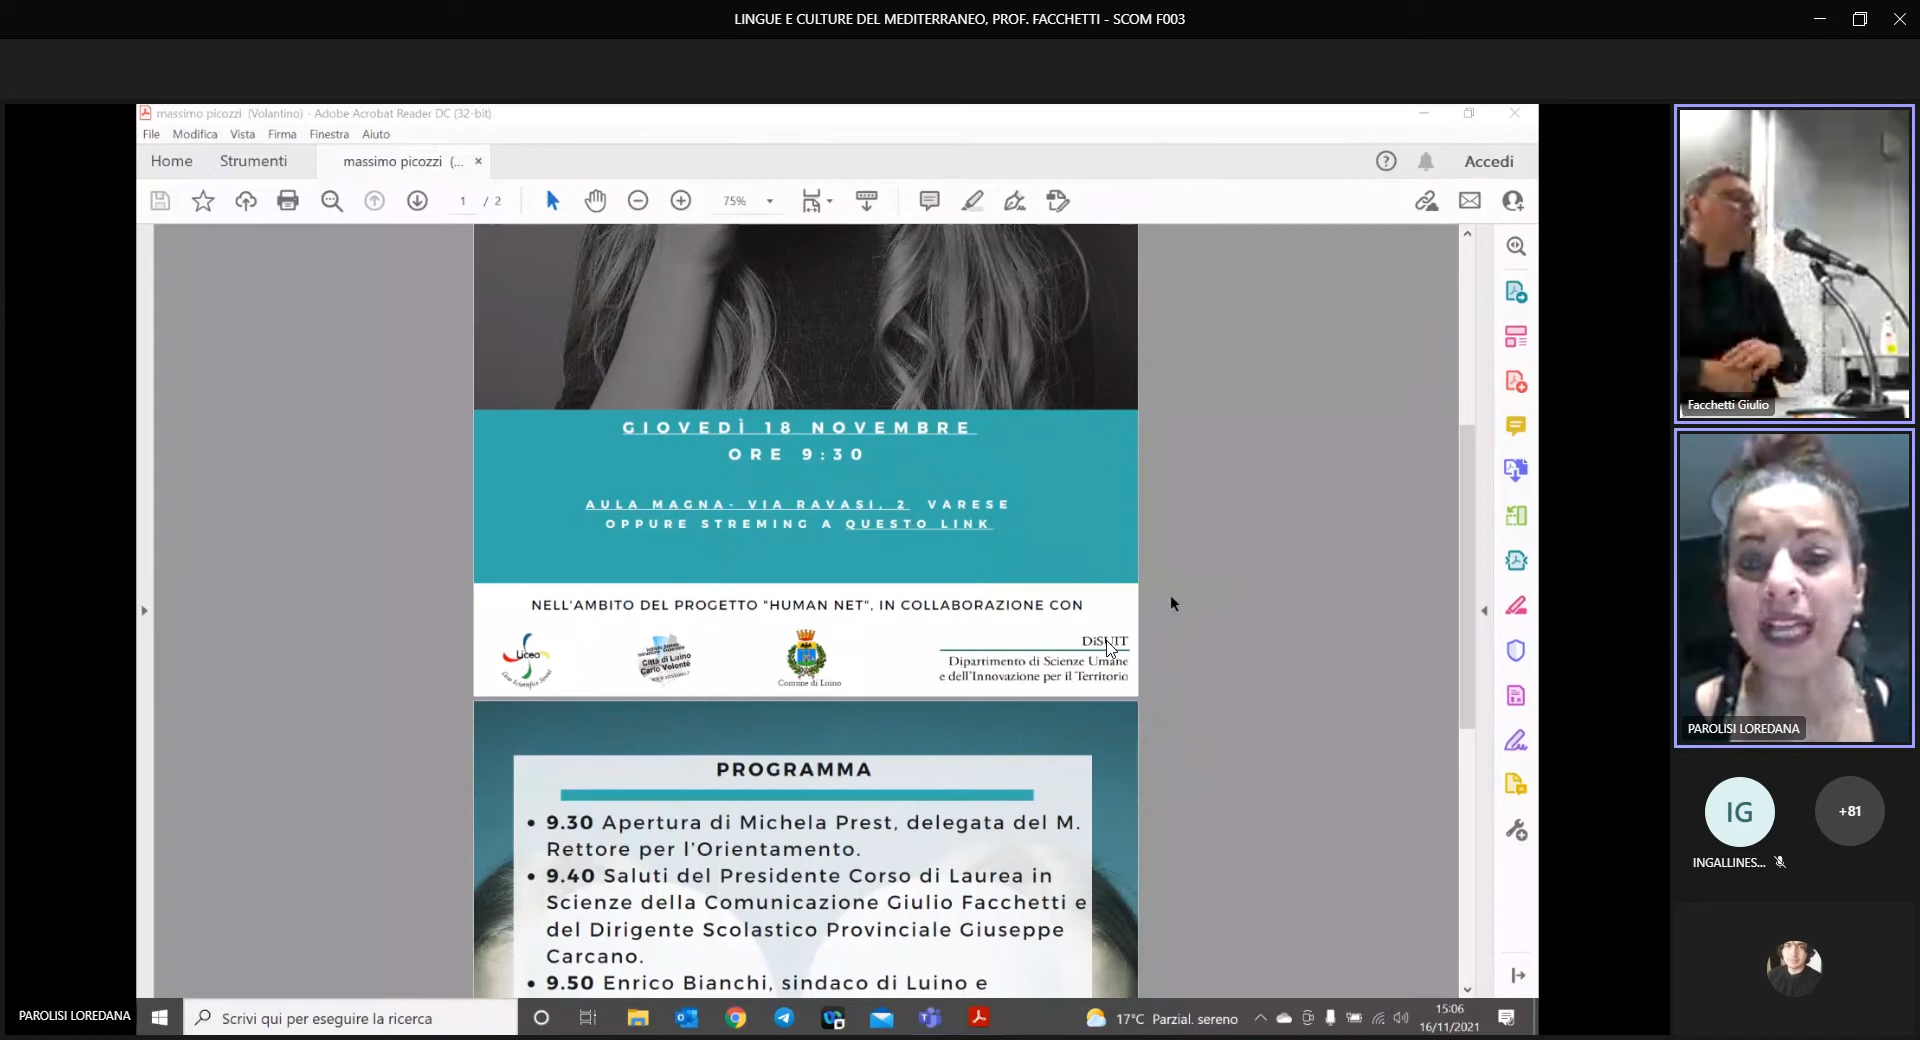 LINGUE E CULTURE DEL MEDITERRANEO, PROF. FACCHETTI - SCOM F003
massimo picozzi (Volantino) - Adobe Acrobat Reader DC (32-bit)
File Modifica Vista Firma Finestra Aiuto
Home Strumenti massimo picozzi (... × Accedi
1 / 2 75%
GIOVEDÌ 18 NOVEMBRE
ORE 9:30
AULA MAGNA- VIA RAVASI, 2 VARESE
OPPURE STREMING A QUESTO LINK
NELL'AMBITO DEL PROGETTO "HUMAN NET", IN COLLABORAZIONE CON
Liceo
Liceo Scientifico Sereni
Città di Luino
Carlo Volonté
Comune di Luino
DiSUIT
Dipartimento di Scienze Umane
e dell'Innovazione per il Territorio
PROGRAMMA
• 9.30 Apertura di Michela Prest, delegata del M.
Rettore per l'Orientamento.
• 9.40 Saluti del Presidente Corso di Laurea in
Scienze della Comunicazione Giulio Facchetti e
del Dirigente Scolastico Provinciale Giuseppe
Carcano.
• 9.50 Enrico Bianchi, sindaco di Luino e
Facchetti Giulio
PAROLISI LOREDANA
IG
+81
INGALLINES...
PAROLISI LOREDANA
Scrivi qui per eseguire la ricerca
17°C Parzial. sereno
15:06
16/11/2021